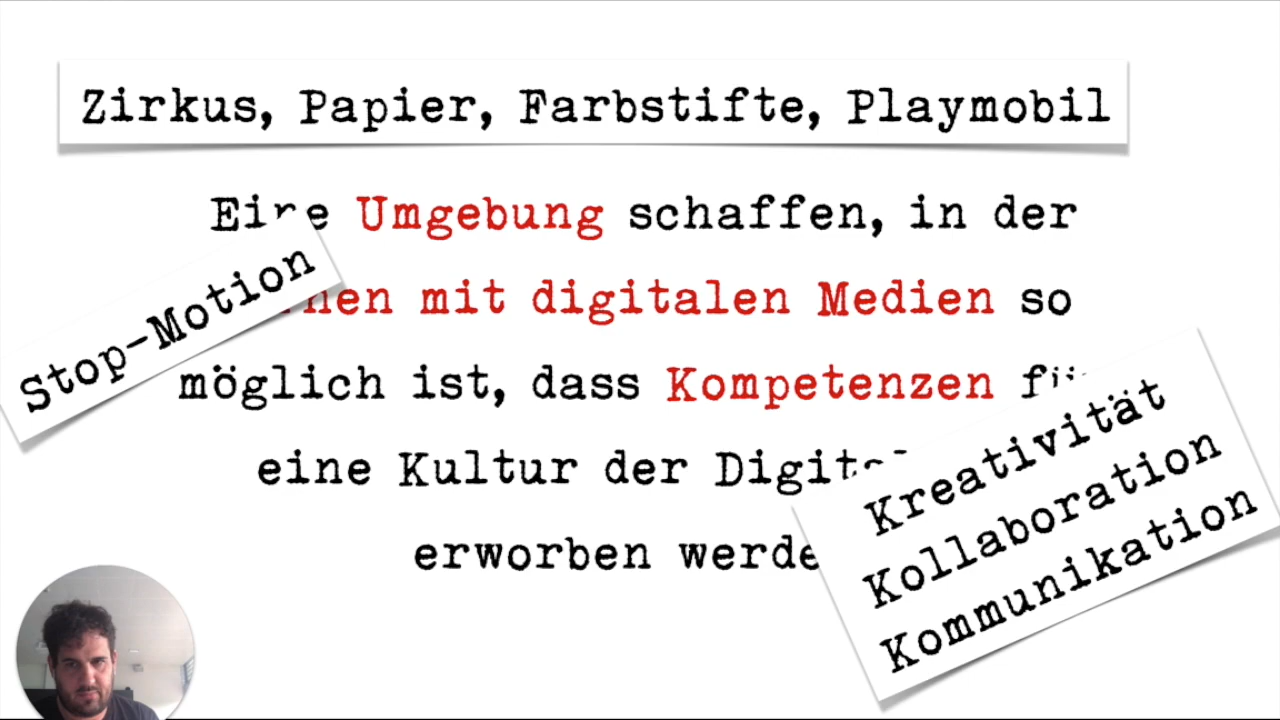 Zirkus, Papier, Farbstifte, Playmobil
Eine Umgebung schaffen, in der
mit digitalen Medien so
möglich ist, dass Kompetenzen
eine Kultur der
erworben
Stop-Motion
Kreativität
Kollaboration
Kommunikation